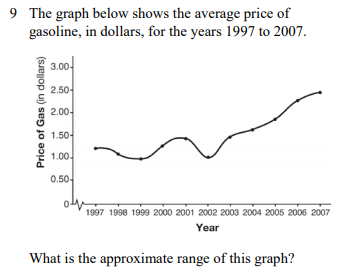 9 The graph below shows the average price of
gasoline, in dollars, for the years 1997 to 2007.
Price of Gas (in dollars)
3.00
2.50
2.00
1.50
1.00
0.50
0
1997 1998 1999 2000 2001 2002 2003 2004 2005 2006 2007
Year
What is the approximate range of this graph?